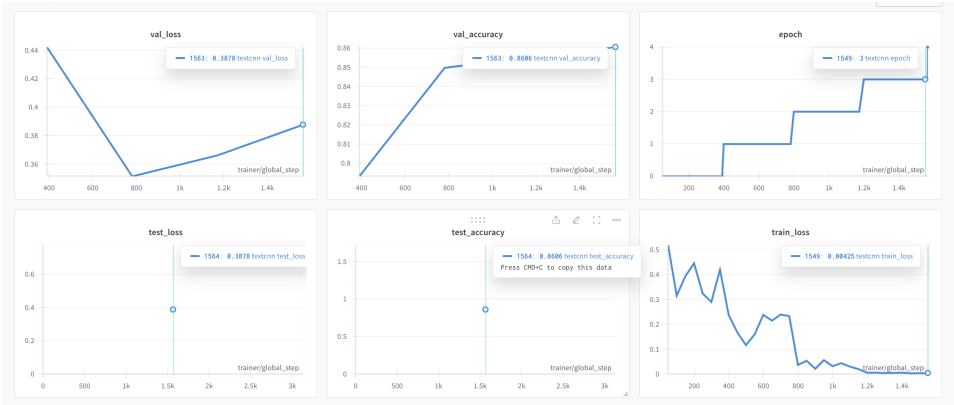 val_loss
1563: 0.3878 textcnn val_loss
0.44
0.42
0.4
0.38
0.36
trainer/global_step
400 600 800 1k 1.2k 1.4k
val_accuracy
1563: 0.8606 textcnn val_accuracy
0.86
0.85
0.84
0.83
0.82
0.81
0.8
trainer/global_step
400 600 800 1k 1.2k 1.4k
epoch
1549: 3 textcnn epoch
4
3
2
1
0
trainer/global_step
200 400 600 800 1k 1.2k 1.4k
test_loss
1564: 0.3878 textcnn test_loss
0.6
0.4
0.2
0
trainer/global_step
0 500 1k 1.5k 2k 2.5k 3k
test_accuracy
1564: 0.8606 textcnn test_accuracy
Press CMD+C to copy this data
1.5
1
0.5
0
trainer/global_step
0 500 1k 1.5k 2k 2.5k 3k
train_loss
1549: 0.00425 textcnn train_loss
0.5
0.4
0.3
0.2
0.1
0
trainer/global_step
200 400 600 800 1k 1.2k 1.4k